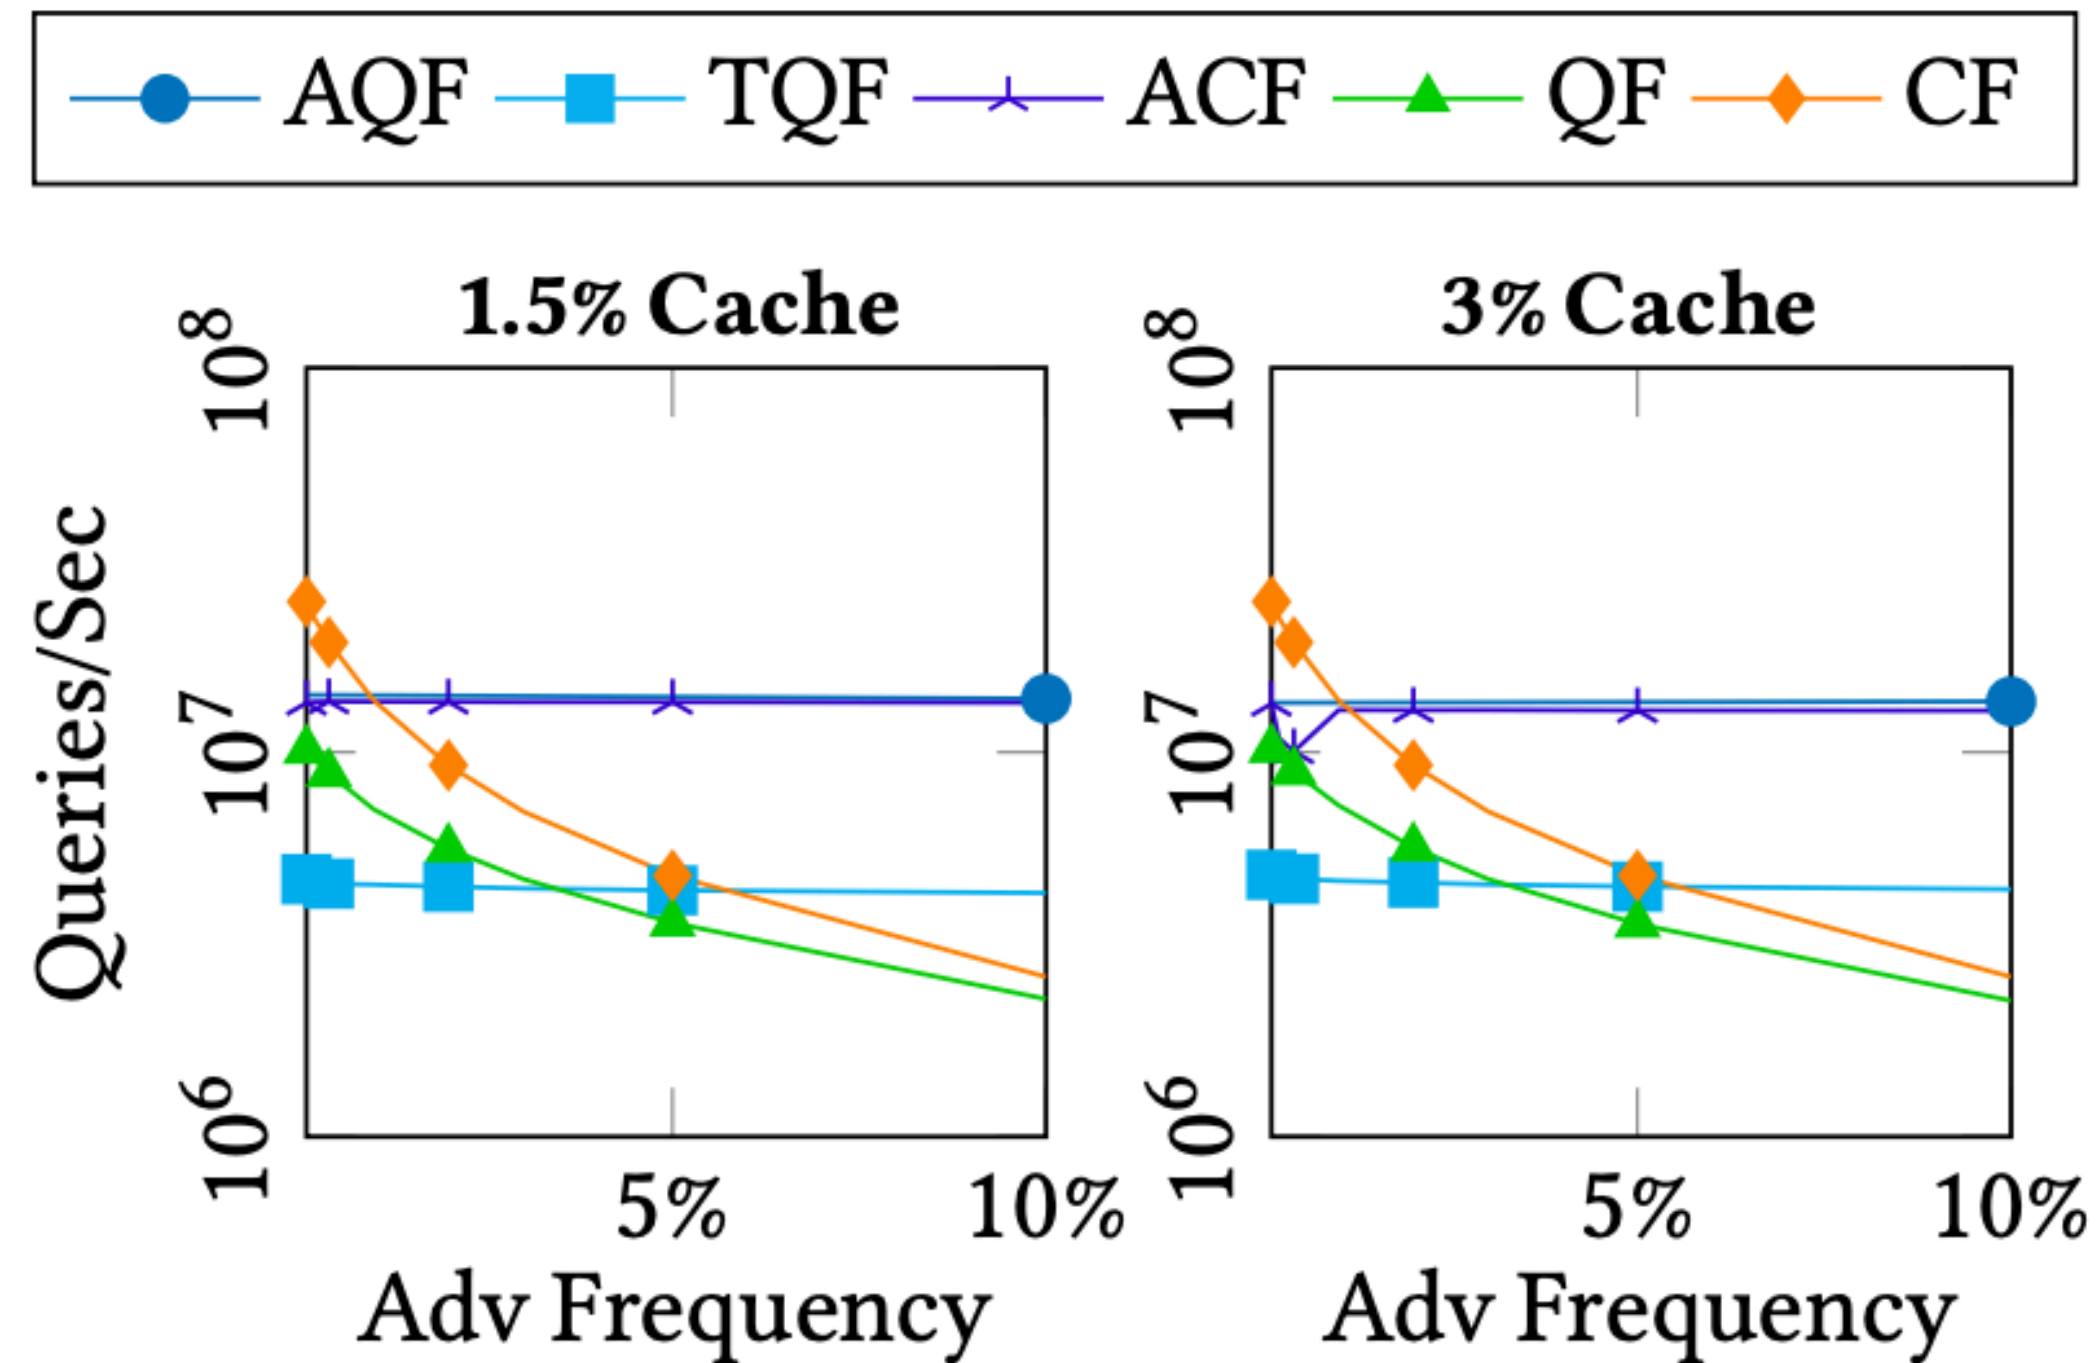 AQF TQF ACF QF CF
1.5% Cache
10^8
10^7
10^6
Queries/Sec
5% 10%
Adv Frequency
3% Cache
10^8
10^7
10^6
5% 10%
Adv Frequency